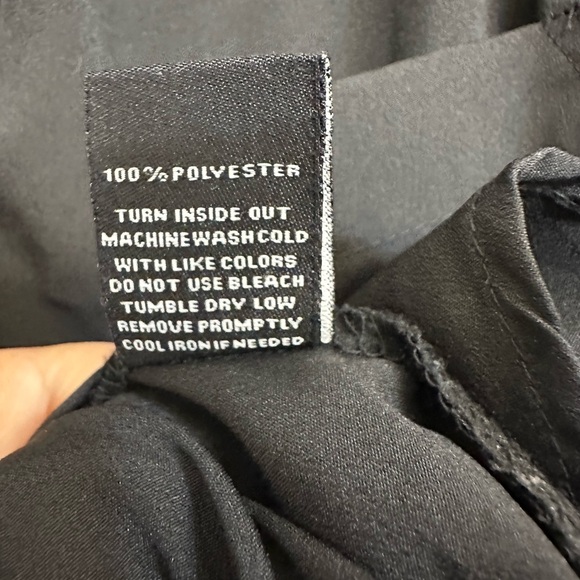 100% POLYESTER
TURN INSIDE OUT
MACHINE WASH COLD
WITH LIKE COLORS
DO NOT USE BLEACH
TUMBLE DRY LOW
REMOVE PROMPTLY
COOL IRON IF NEEDED